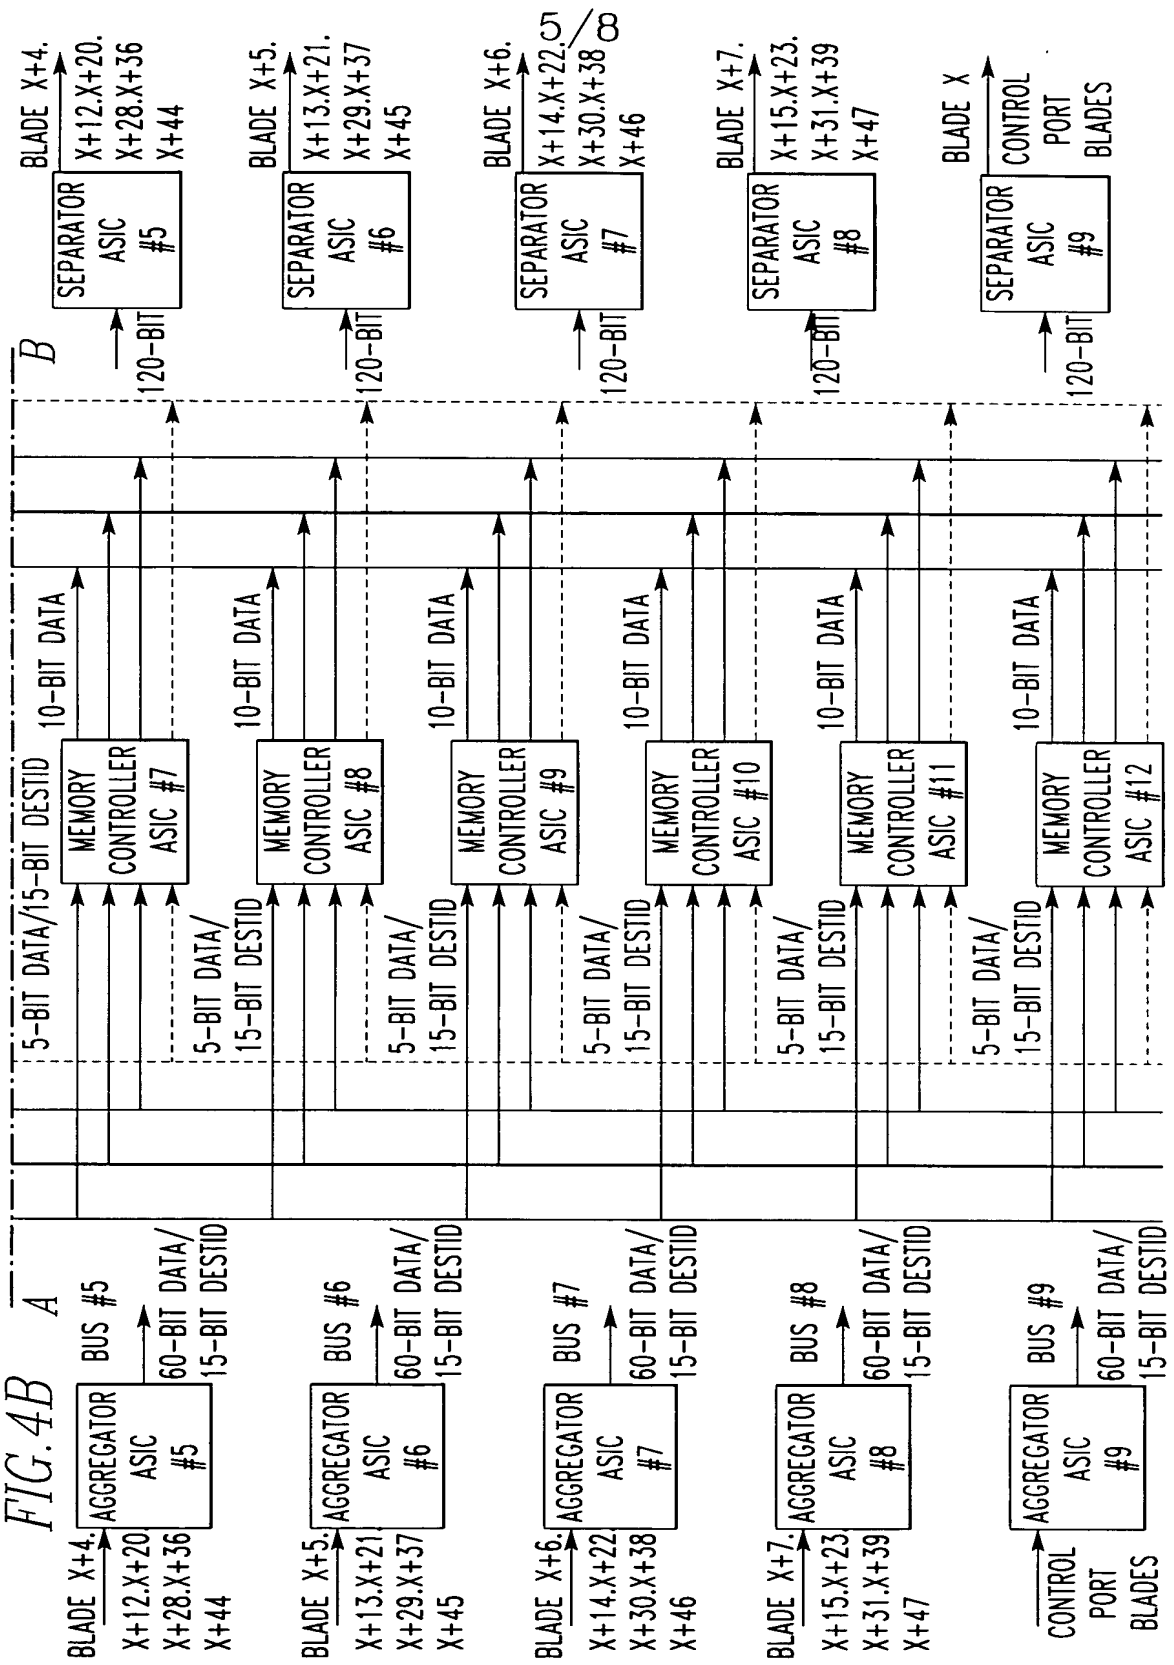 5/8
FIG. 4B
A
B
BLADE X+4.
X+12.X+20.
X+28.X+36
X+44
AGGREGATOR
ASIC
#5
BUS #5
60-BIT DATA/
15-BIT DESTID
BLADE X+5.
X+13.X+21.
X+29.X+37
X+45
AGGREGATOR
ASIC
#6
BUS #6
60-BIT DATA/
15-BIT DESTID
BLADE X+6.
X+14.X+22.
X+30.X+38
X+46
AGGREGATOR
ASIC
#7
BUS #7
60-BIT DATA/
15-BIT DESTID
BLADE X+7.
X+15.X+23.
X+31.X+39
X+47
AGGREGATOR
ASIC
#8
BUS #8
60-BIT DATA/
15-BIT DESTID
CONTROL
PORT
BLADES
AGGREGATOR
ASIC
#9
BUS #9
60-BIT DATA/
15-BIT DESTID
5-BIT DATA/15-BIT DESTID
MEMORY
CONTROLLER
ASIC #7
10-BIT DATA
5-BIT DATA/
15-BIT DESTID
MEMORY
CONTROLLER
ASIC #8
10-BIT DATA
5-BIT DATA/
15-BIT DESTID
MEMORY
CONTROLLER
ASIC #9
10-BIT DATA
5-BIT DATA/
15-BIT DESTID
MEMORY
CONTROLLER
ASIC #10
10-BIT DATA
5-BIT DATA/
15-BIT DESTID
MEMORY
CONTROLLER
ASIC #11
10-BIT DATA
5-BIT DATA/
15-BIT DESTID
MEMORY
CONTROLLER
ASIC #12
10-BIT DATA
120-BIT
SEPARATOR
ASIC
#5
BLADE X+4.
X+12.X+20.
X+28.X+36
X+44
120-BIT
SEPARATOR
ASIC
#6
BLADE X+5.
X+13.X+21.
X+29.X+37
X+45
120-BIT
SEPARATOR
ASIC
#7
BLADE X+6.
X+14.X+22.
X+30.X+38
X+46
120-BIT
SEPARATOR
ASIC
#8
BLADE X+7.
X+15.X+23.
X+31.X+39
X+47
120-BIT
SEPARATOR
ASIC
#9
BLADE X
CONTROL
PORT
BLADES